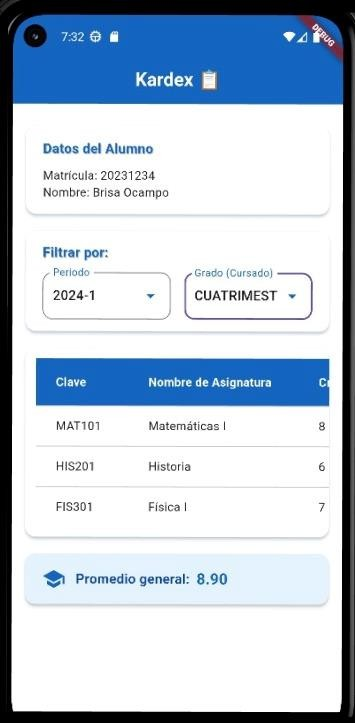 7:32
DEBUG
Kardex
Datos del Alumno
Matrícula: 20231234
Nombre: Brisa Ocampo
Filtrar por:
Periodo Grado (Cursado)
2024-1 CUATRIMEST
Clave Nombre de Asignatura Cr
MAT101 Matemáticas I 8
HIS201 Historia 6
FIS301 Física I 7
Promedio general: 8.90